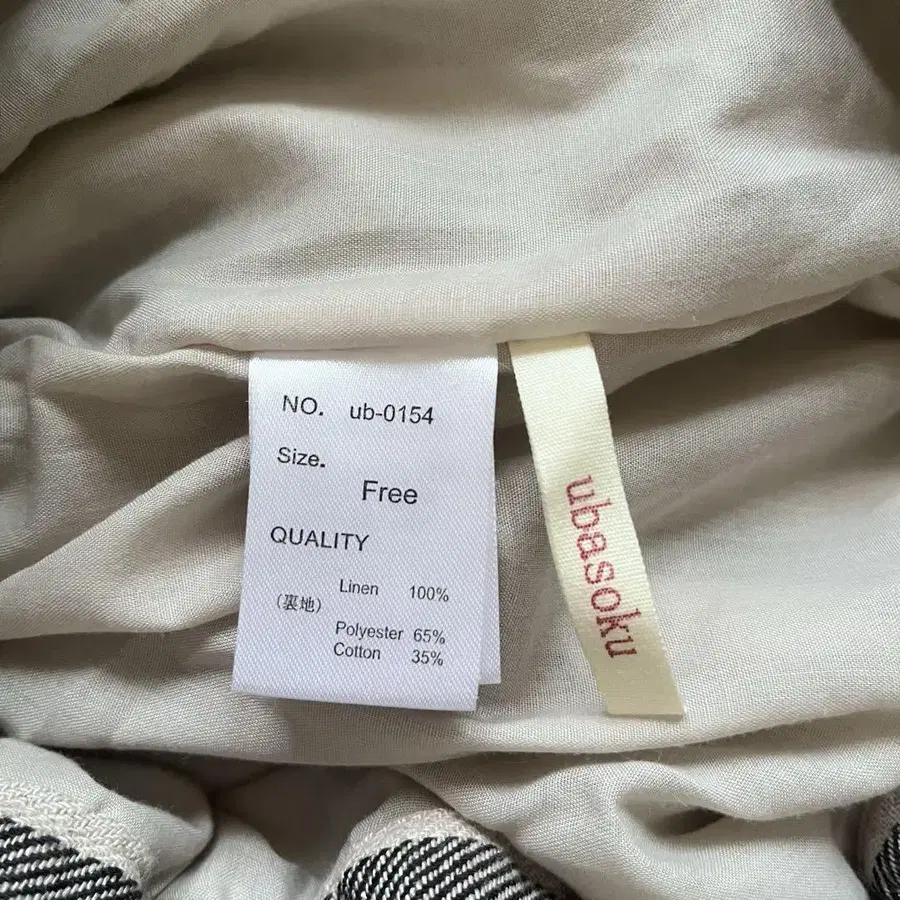 NO. ub-0154
Size.
Free
QUALITY
Linen 100%
(裏地)
Polyester 65%
Cotton 35%
ubasoku